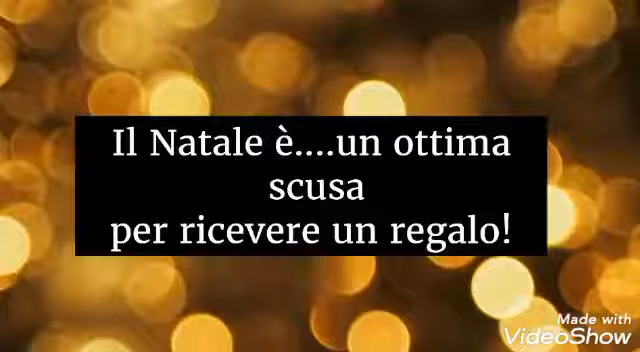 Il Natale è....un ottima
scusa
per ricevere un regalo!
Made with
VideoShow